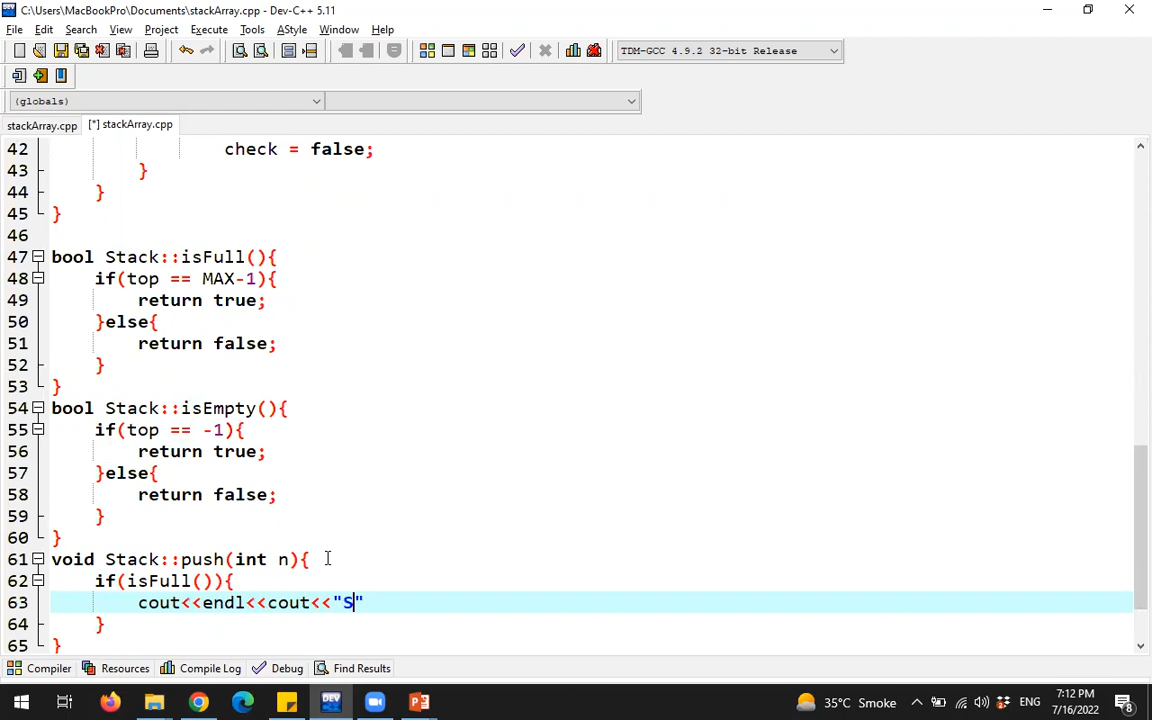 C:\Users\MacBookPro\Documents\stackArray.cpp - Dev-C++ 5.11
File Edit Search View Project Execute Tools AStyle Window Help
TDM-GCC 4.9.2 32-bit Release
(globals)
stackArray.cpp [*] stackArray.cpp
42 check = false;
43 }
44 }
45 }
46
47 bool Stack::isFull(){
48 if(top == MAX-1){
49 return true;
50 }else{
51 return false;
52 }
53 }
54 bool Stack::isEmpty(){
55 if(top == -1){
56 return true;
57 }else{
58 return false;
59 }
60 }
61 void Stack::push(int n){
62 if(isFull()){
63 cout<<endl<<cout<<"S"
64 }
65 }
Compiler Resources Compile Log Debug Find Results
DEV 35°C Smoke ENG 7:12 PM
7/16/2022 8